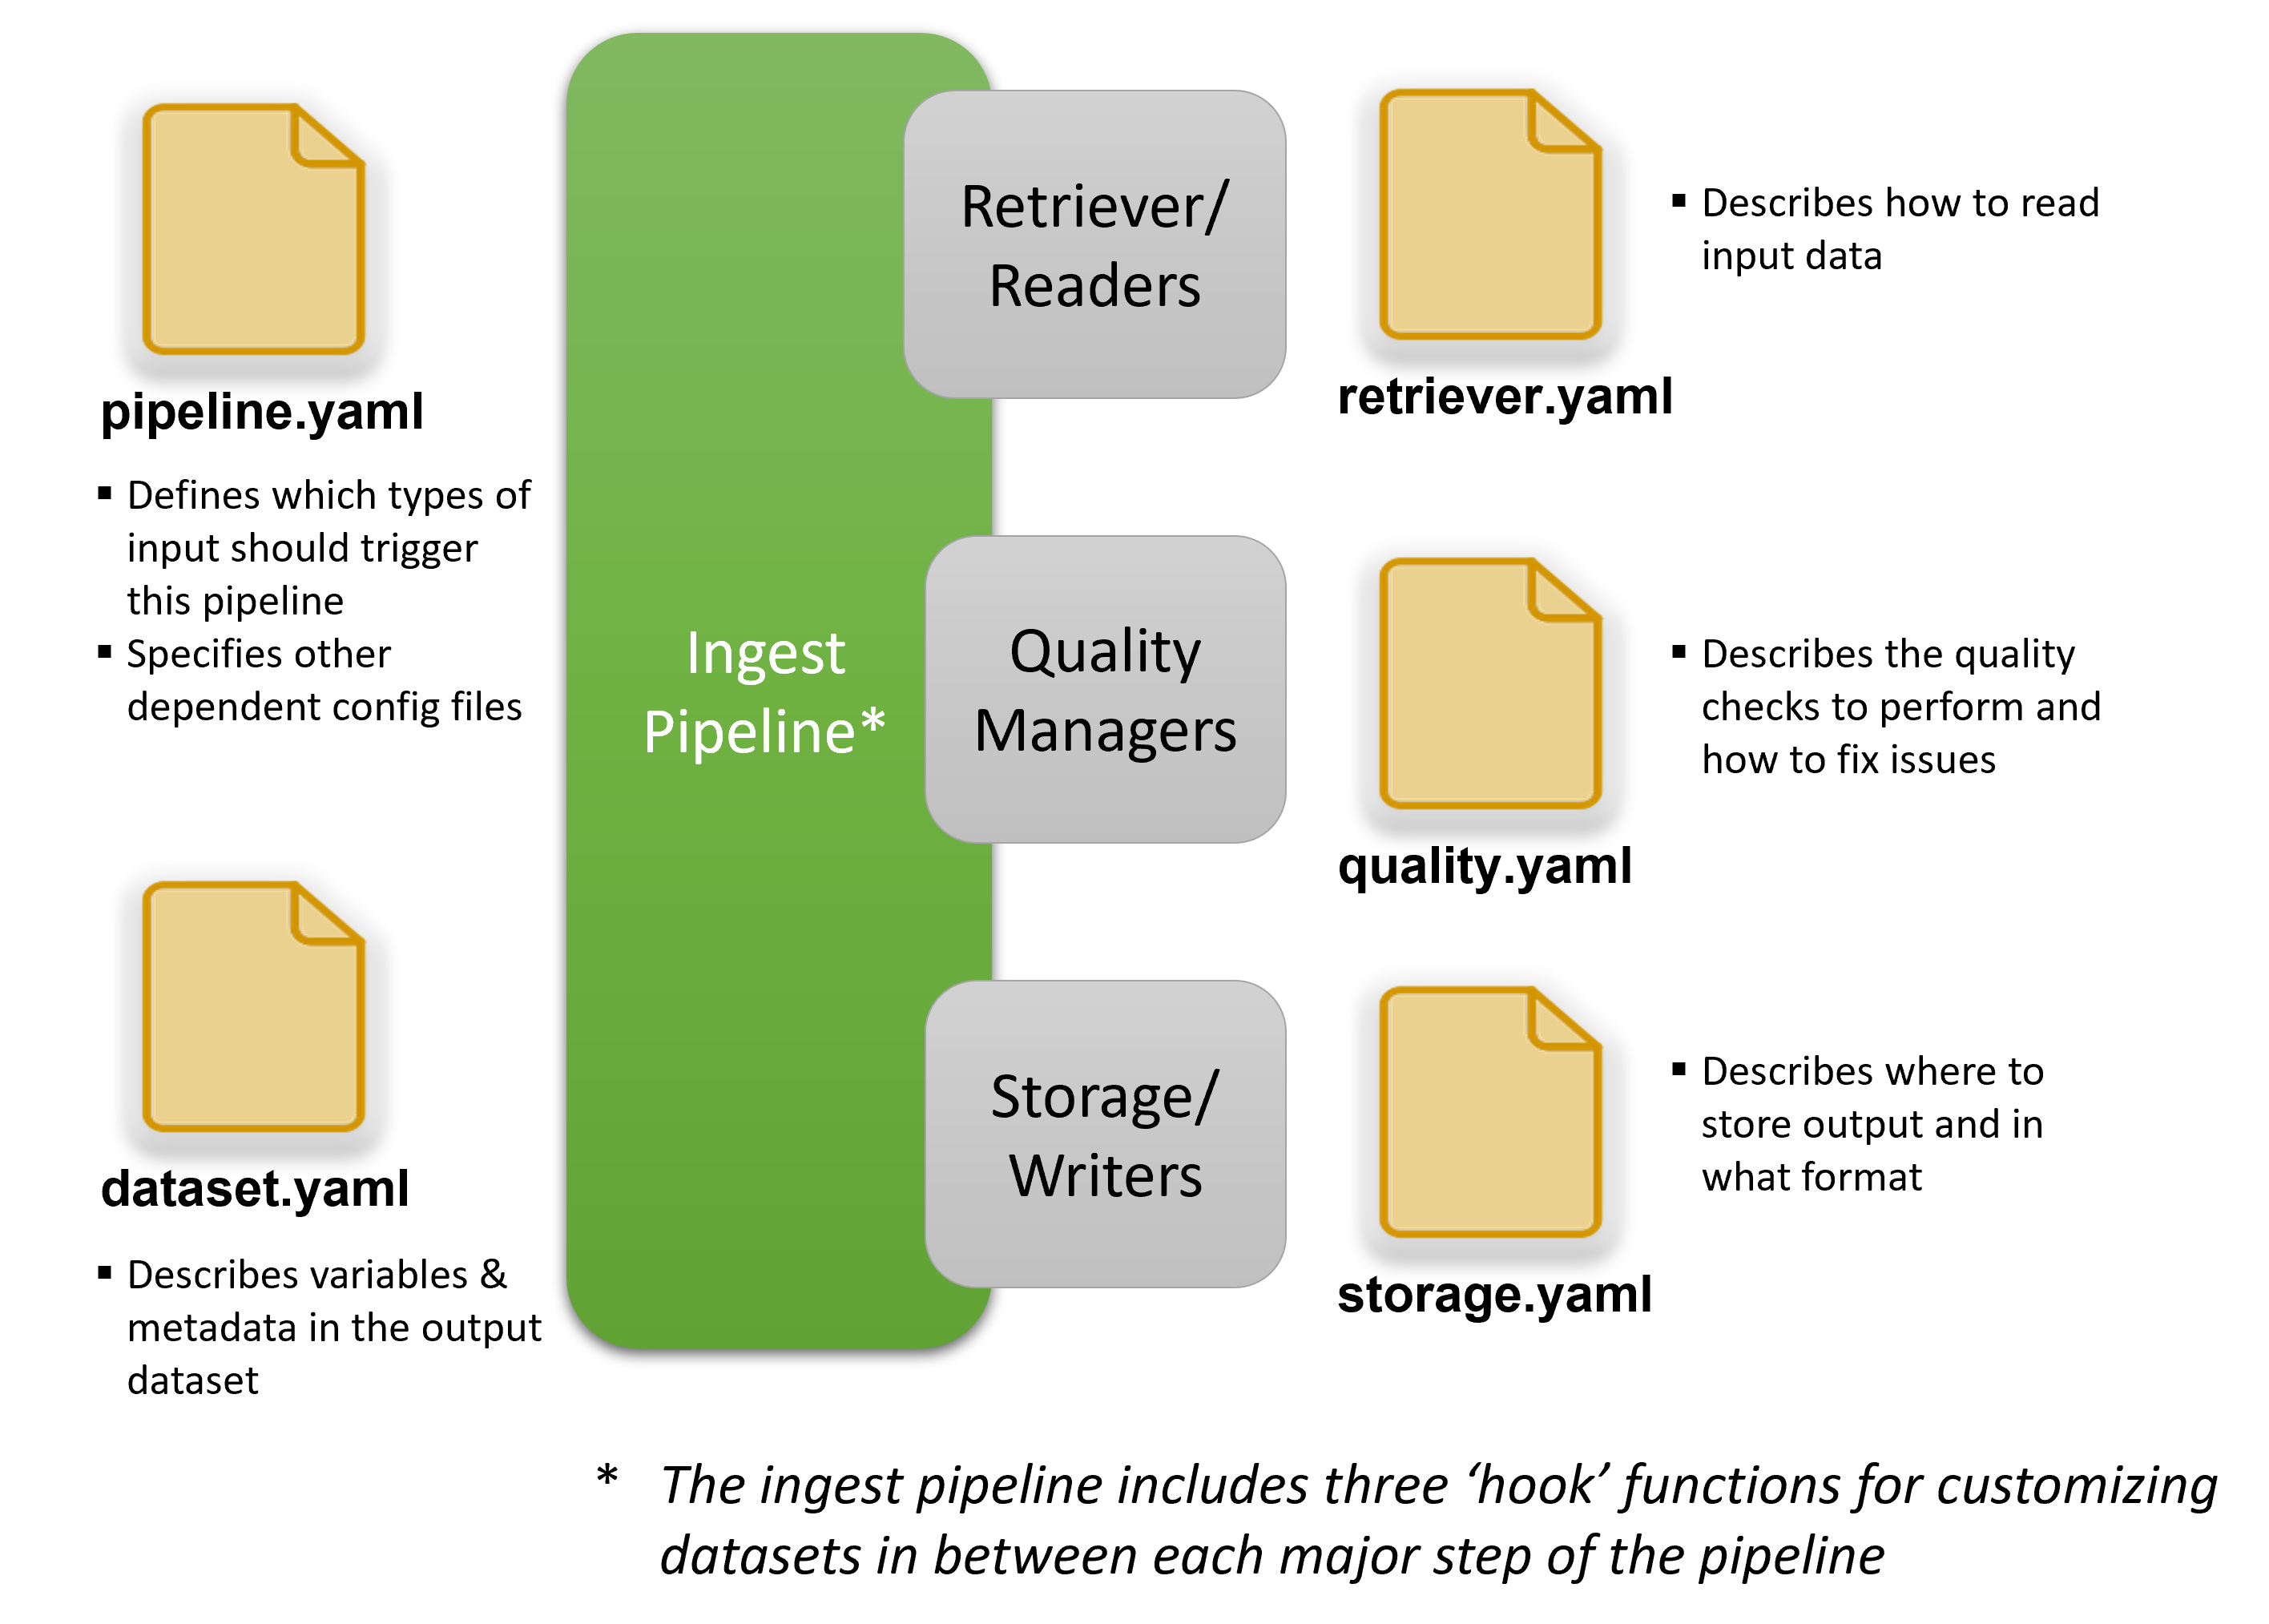 pipeline.yaml
▪ Defines which types of
input should trigger
this pipeline
▪ Specifies other
dependent config files
dataset.yaml
▪ Describes variables &
metadata in the output
dataset
Ingest
Pipeline*
Retriever/
Readers
Quality
Managers
Storage/
Writers
retriever.yaml
▪ Describes how to read
input data
quality.yaml
▪ Describes the quality
checks to perform and
how to fix issues
storage.yaml
▪ Describes where to
store output and in
what format
* The ingest pipeline includes three ‘hook’ functions for customizing
datasets in between each major step of the pipeline